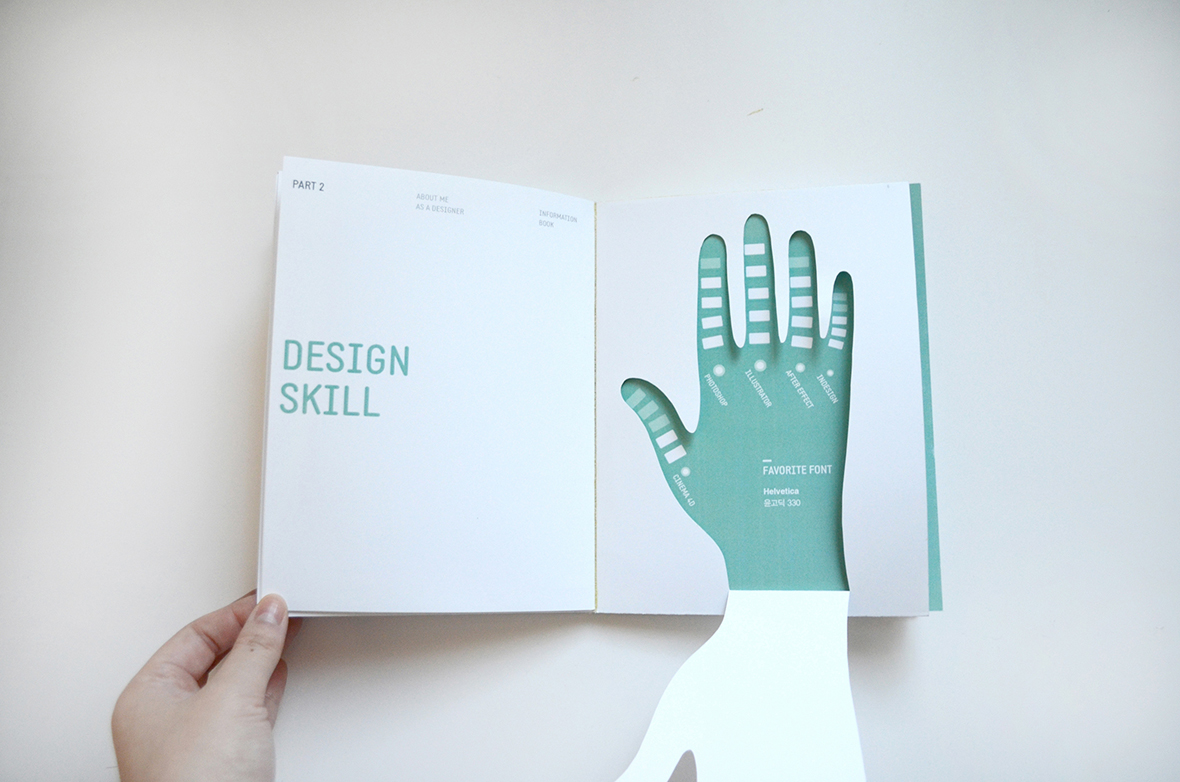 PART 2
ABOUT ME
AS A DESIGNER
INFORMATION
BOOK
DESIGN
SKILL
PHOTOSHOP
ILLUSTRATOR
AFTER EFFECT
INDESIGN
CINEMA 4D
FAVORITE FONT
Helvetica
윤고딕 330